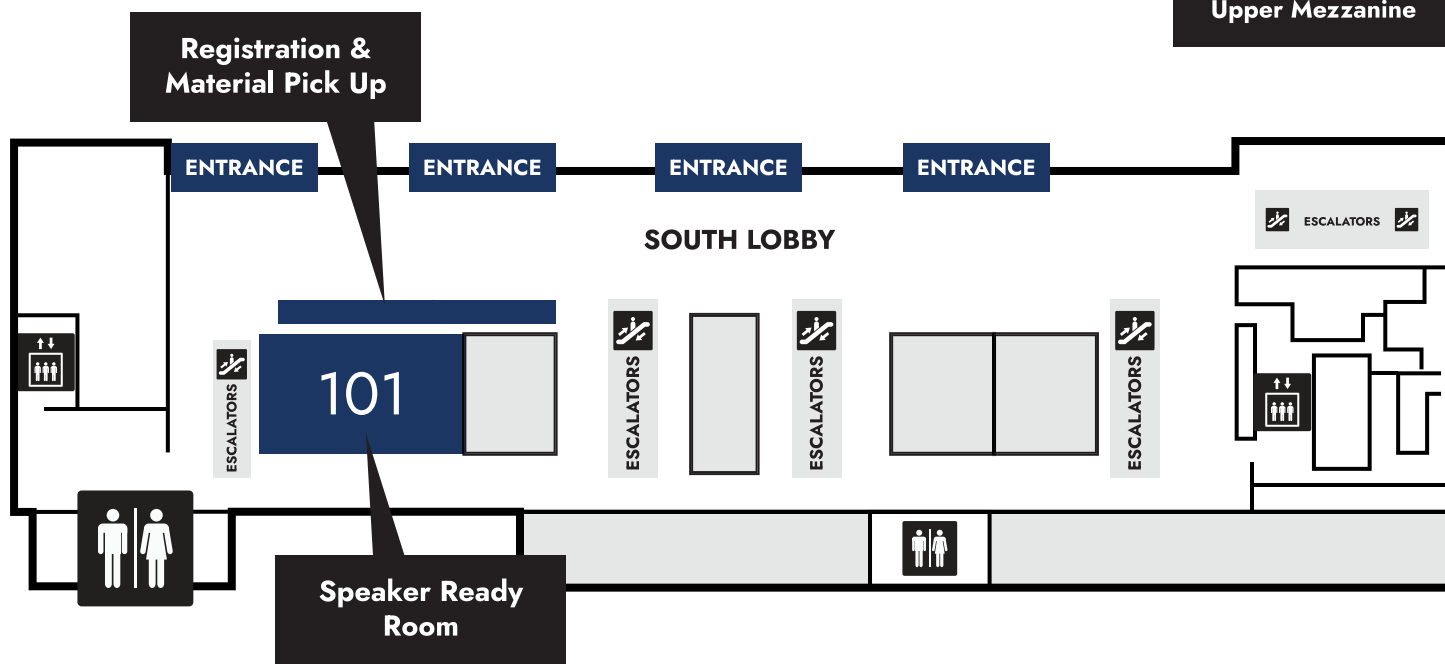 Upper Mezzanine
Registration &
Material Pick Up
ENTRANCE
ENTRANCE
ENTRANCE
ENTRANCE
SOUTH LOBBY
ESCALATORS
ESCALATORS
101
ESCALATORS
ESCALATORS
ESCALATORS
Speaker Ready
Room